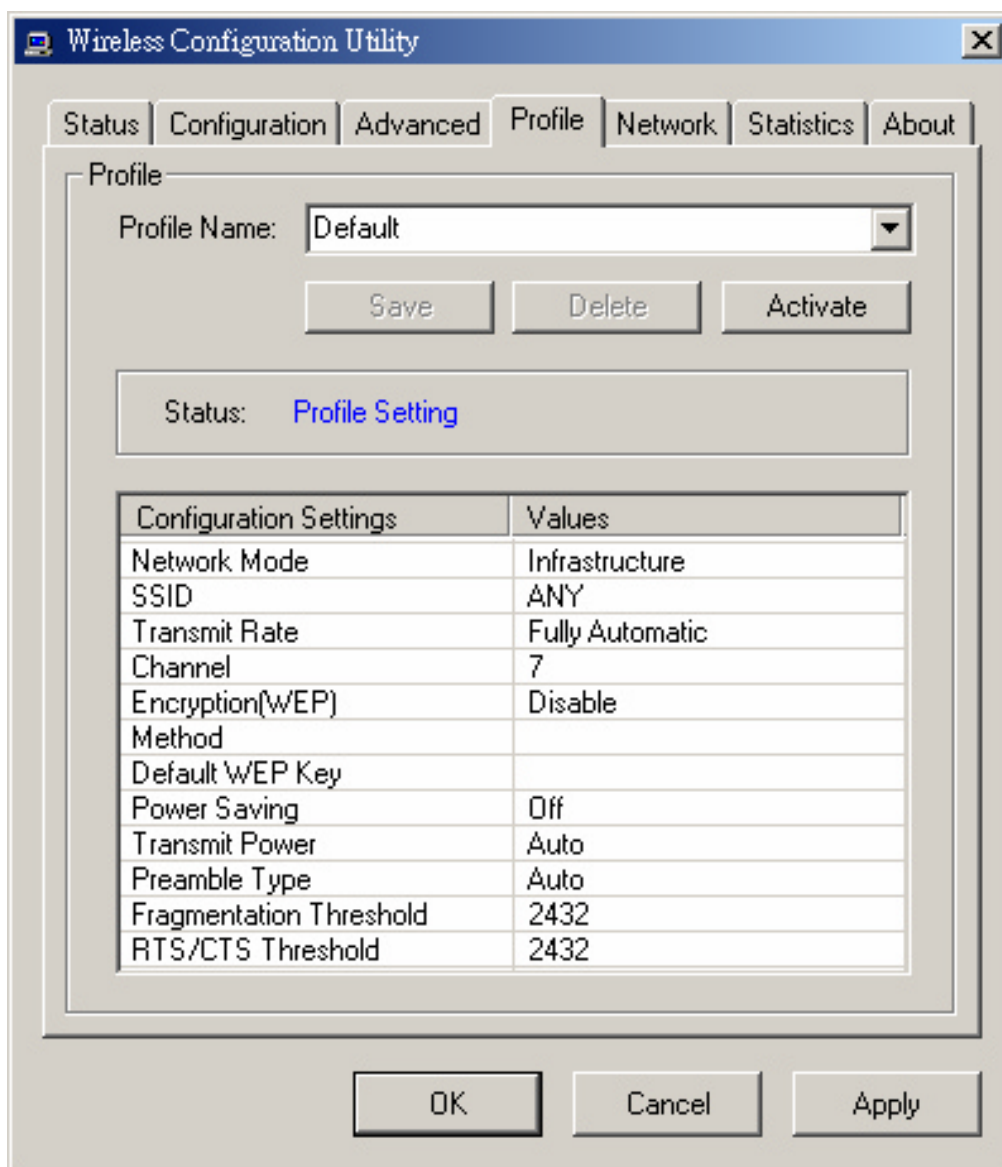 Wireless Configuration Utility
Status Configuration Advanced Profile Network Statistics About
Profile
Profile Name: Default
Save Delete Activate
Status: Profile Setting
Configuration Settings Values
Network Mode Infrastructure
SSID ANY
Transmit Rate Fully Automatic
Channel 7
Encryption(WEP) Disable
Method
Default WEP Key
Power Saving Off
Transmit Power Auto
Preamble Type Auto
Fragmentation Threshold 2432
RTS/CTS Threshold 2432
OK Cancel Apply